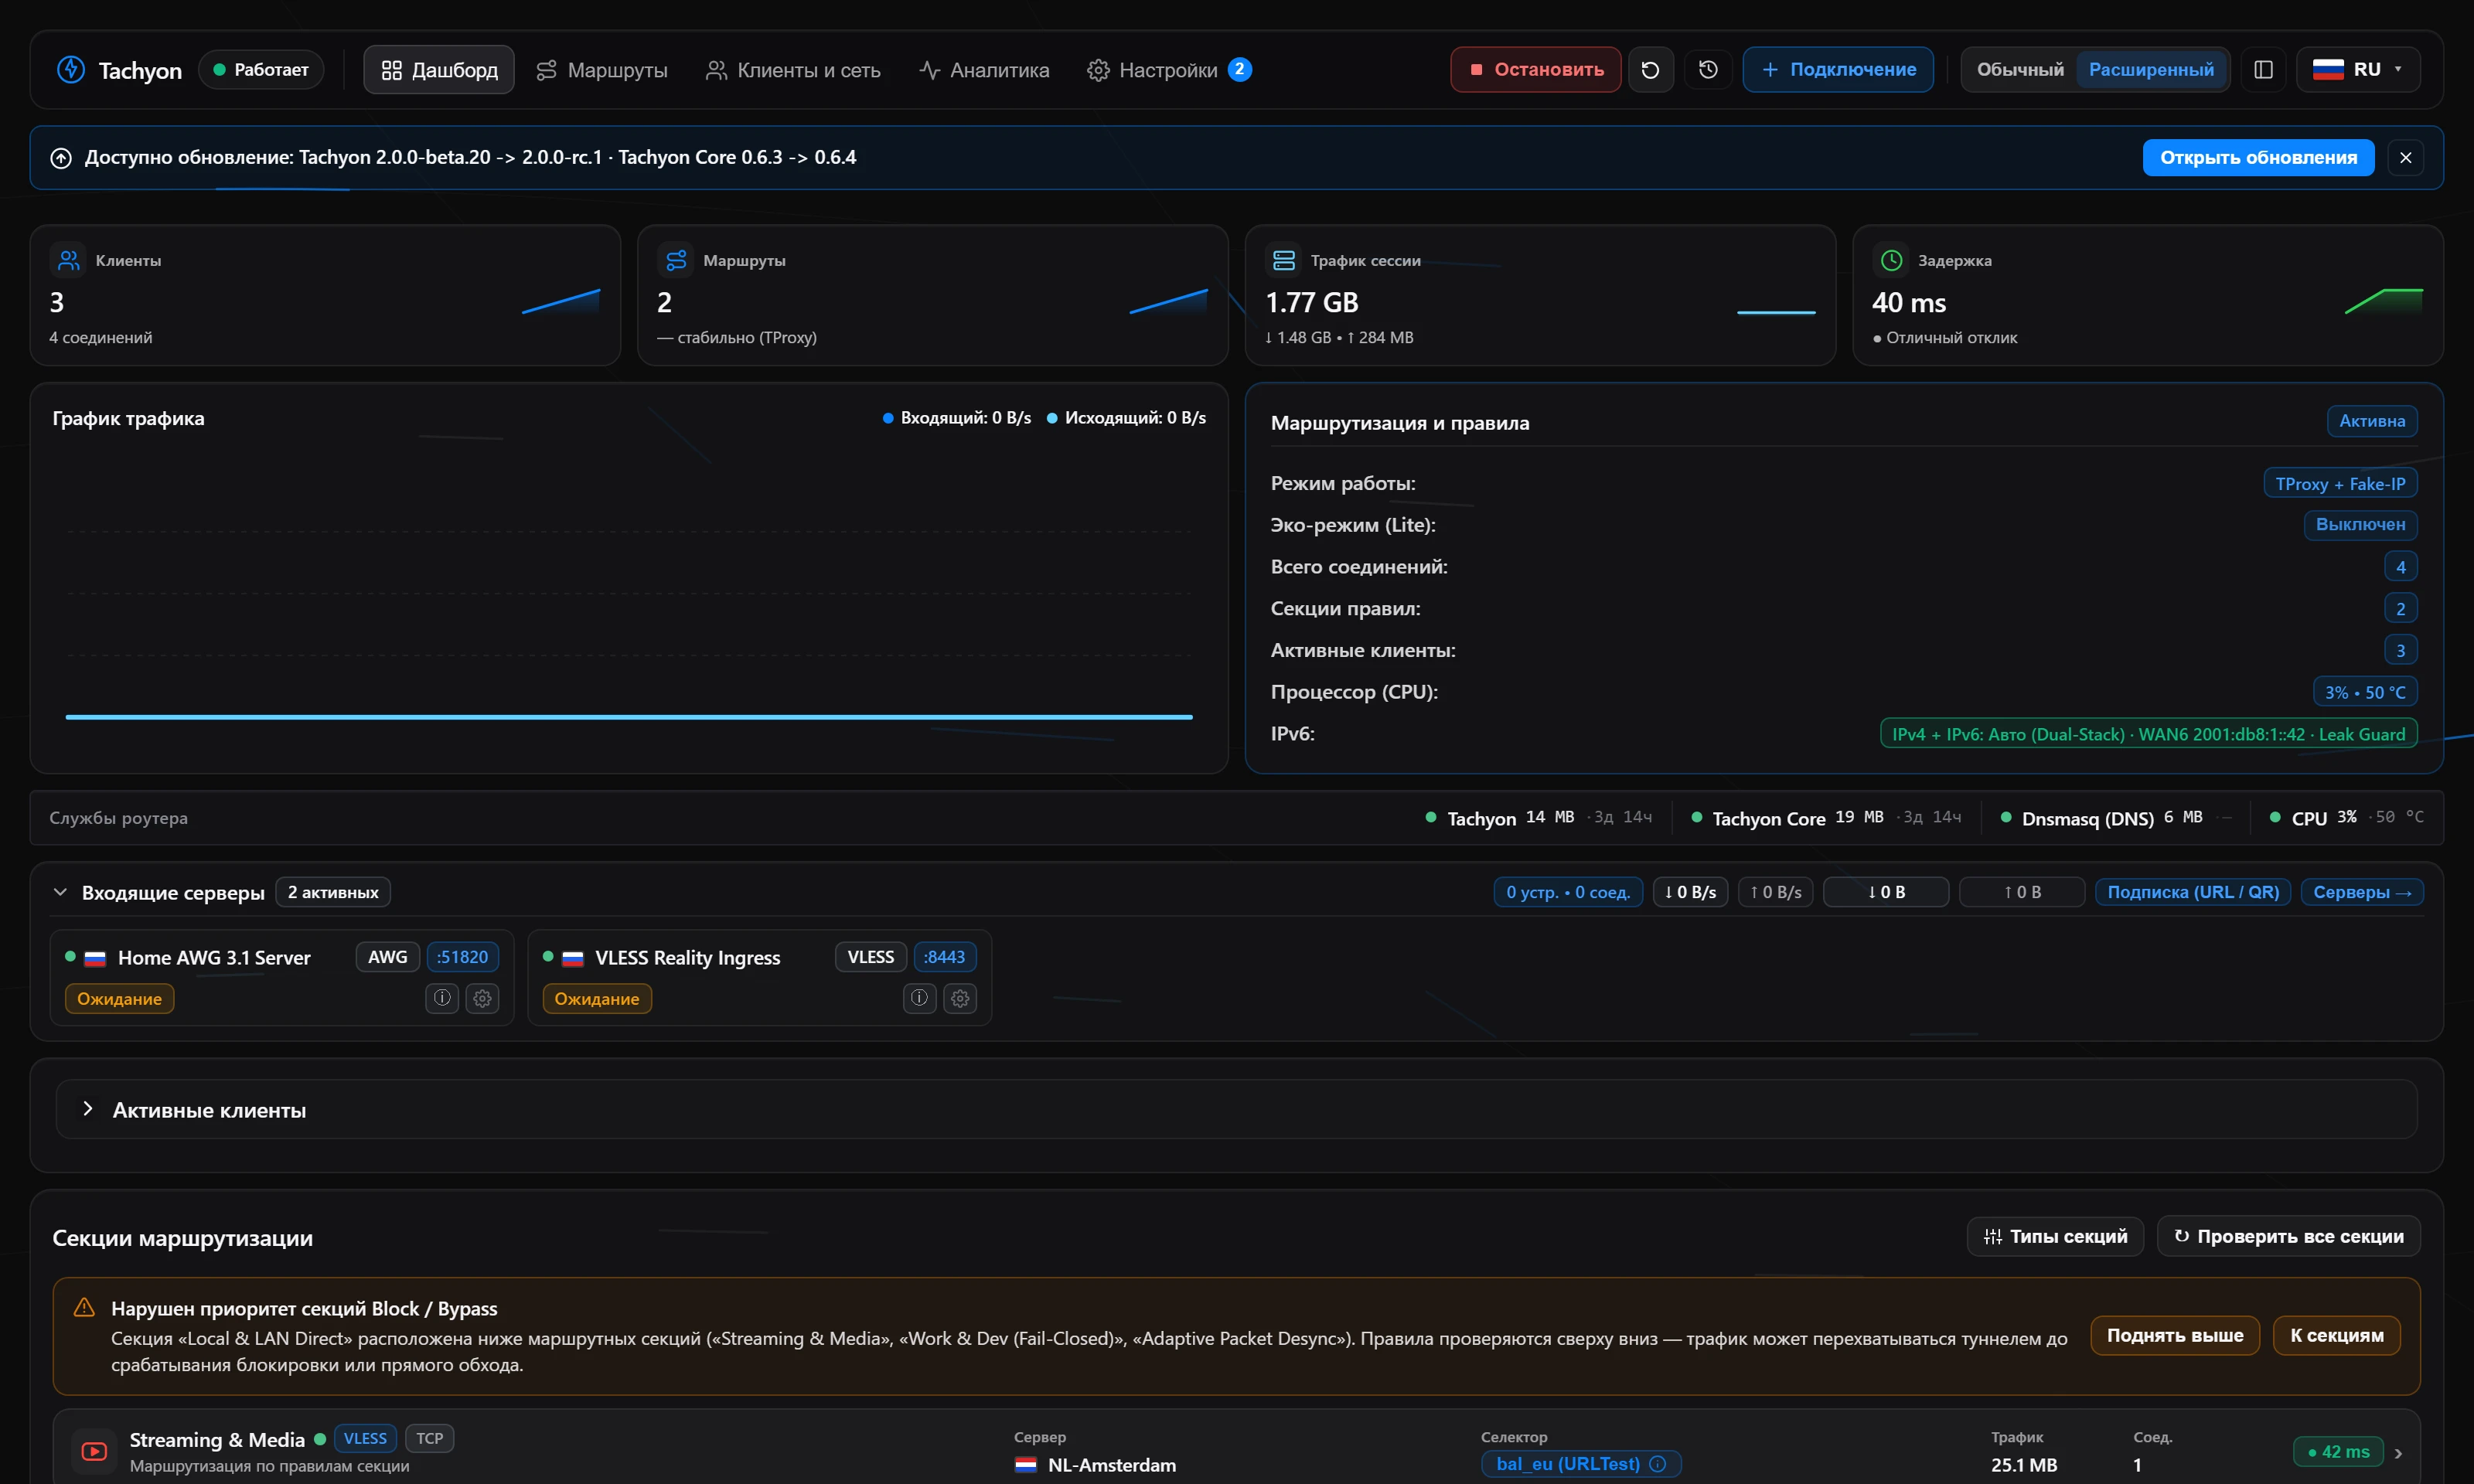 Tachyon
Работает
Дашборд
Маршруты
Клиенты и сеть
Аналитика
Настройки 2
Остановить
+ Подключение
Обычный
Расширенный
RU
Доступно обновление: Tachyon 2.0.0-beta.20 -> 2.0.0-rc.1 · Tachyon Core 0.6.3 -> 0.6.4
Открыть обновления
Клиенты
3
4 соединений
Маршруты
2
— стабильно (TProxy)
Трафик сессии
1.77 GB
↓ 1.48 GB • ↑ 284 MB
Задержка
40 ms
● Отличный отклик
График трафика
Входящий: 0 B/s
Исходящий: 0 B/s
Маршрутизация и правила
Активна
Режим работы: TProxy + Fake-IP
Эко-режим (Lite): Выключен
Всего соединений: 4
Секции правил: 2
Активные клиенты: 3
Процессор (CPU): 3% • 50 °C
IPv6: IPv4 + IPv6: Авто (Dual-Stack) · WAN6 2001:db8:1::42 · Leak Guard
Службы роутера
Tachyon 14 MB ·3д 14ч
Tachyon Core 19 MB ·3д 14ч
Dnsmasq (DNS) 6 MB ·—
CPU 3% ·50 °C
Входящие серверы
2 активных
0 устр. • 0 соед.
↓ 0 B/s
↑ 0 B/s
↓ 0 B
↑ 0 B
Подписка (URL / QR)
Серверы →
Home AWG 3.1 Server
AWG
:51820
Ожидание
VLESS Reality Ingress
VLESS
:8443
Ожидание
Активные клиенты
Секции маршрутизации
Типы секций
↻ Проверить все секции
Нарушен приоритет секций Block / Bypass
Секция «Local & LAN Direct» расположена ниже маршрутных секций («Streaming & Media», «Work & Dev (Fail-Closed)», «Adaptive Packet Desync»). Правила проверяются сверху вниз — трафик может перехватываться туннелем до
срабатывания блокировки или прямого обхода.
Поднять выше
К секциям
Streaming & Media
VLESS
TCP
Маршрутизация по правилам секции
Сервер
NL-Amsterdam
Селектор
bal_eu (URLTest)
Трафик
25.1 MB
Соед.
1
● 42 ms